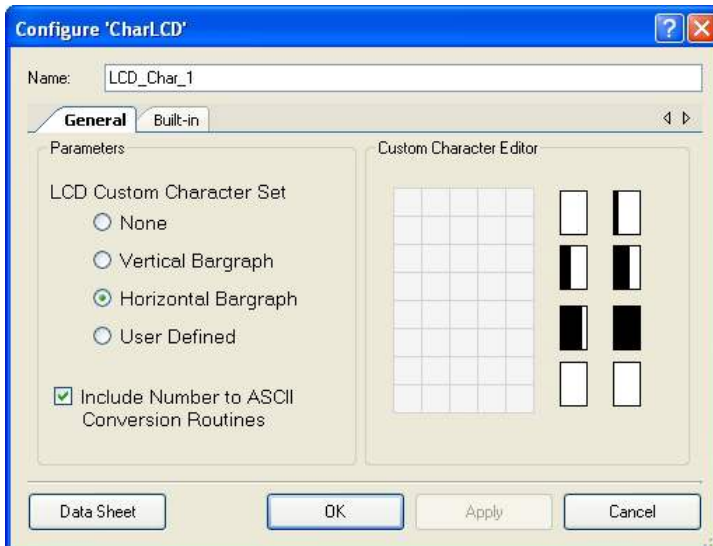 Configure 'CharLCD'
Name: LCD_Char_1
General Built-in
Parameters
LCD Custom Character Set
None
Vertical Bargraph
Horizontal Bargraph
User Defined
Include Number to ASCII
Conversion Routines
Custom Character Editor
Data Sheet OK Apply Cancel